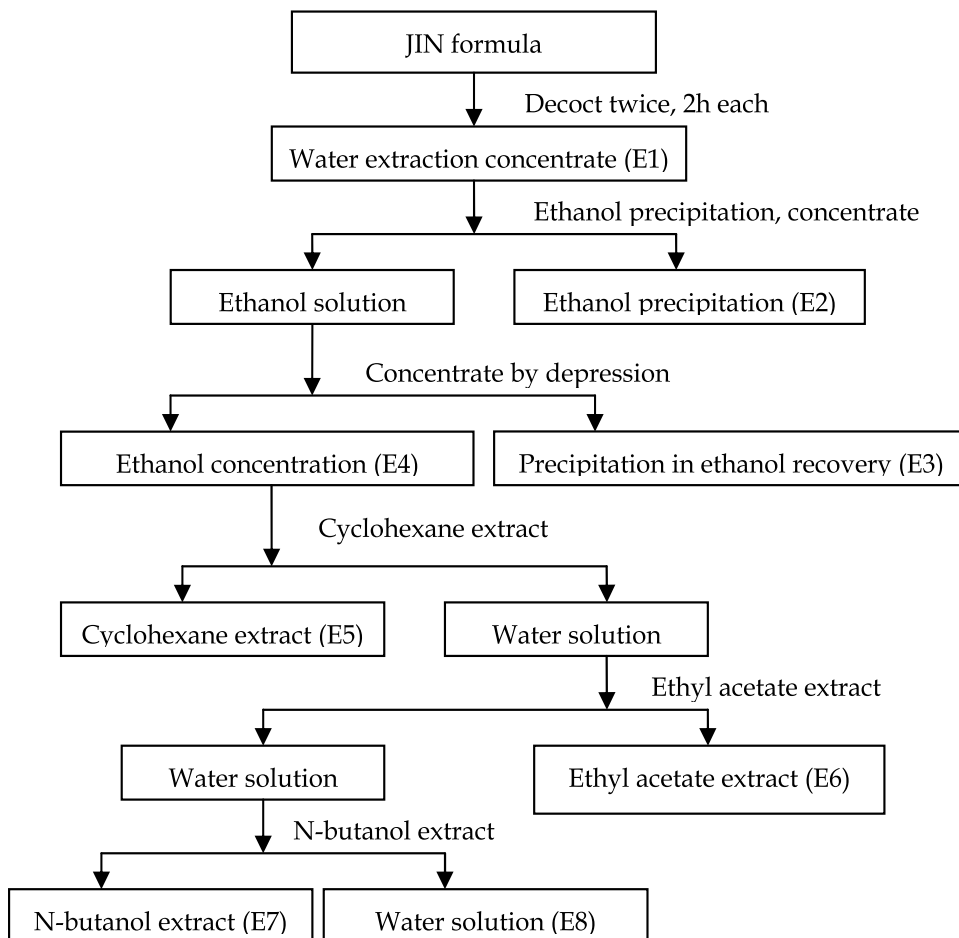 JIN formula
Decoct twice, 2h each
Water extraction concentrate (E1)
Ethanol precipitation, concentrate
Ethanol solution
Ethanol precipitation (E2)
Concentrate by depression
Ethanol concentration (E4)
Precipitation in ethanol recovery (E3)
Cyclohexane extract
Cyclohexane extract (E5)
Water solution
Ethyl acetate extract
Water solution
Ethyl acetate extract (E6)
N-butanol extract
N-butanol extract (E7)
Water solution (E8)